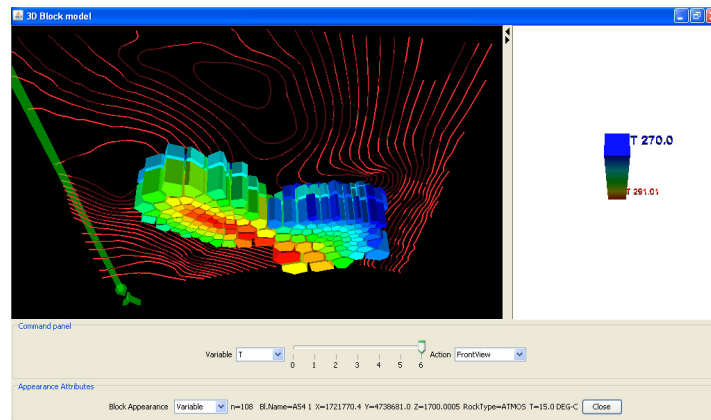 3D Block model
T 270.0
T 291.01
Command panel
Variable T 0 1 2 3 4 5 6 Action FrontView
Appearance Attributes
Block Appearance Variable n=108 Bl.Name=A54 1 X=1721770.4 Y=4738681.0 Z=1700.0005 RockType=ATMOS T=15.0 DEG-C Close